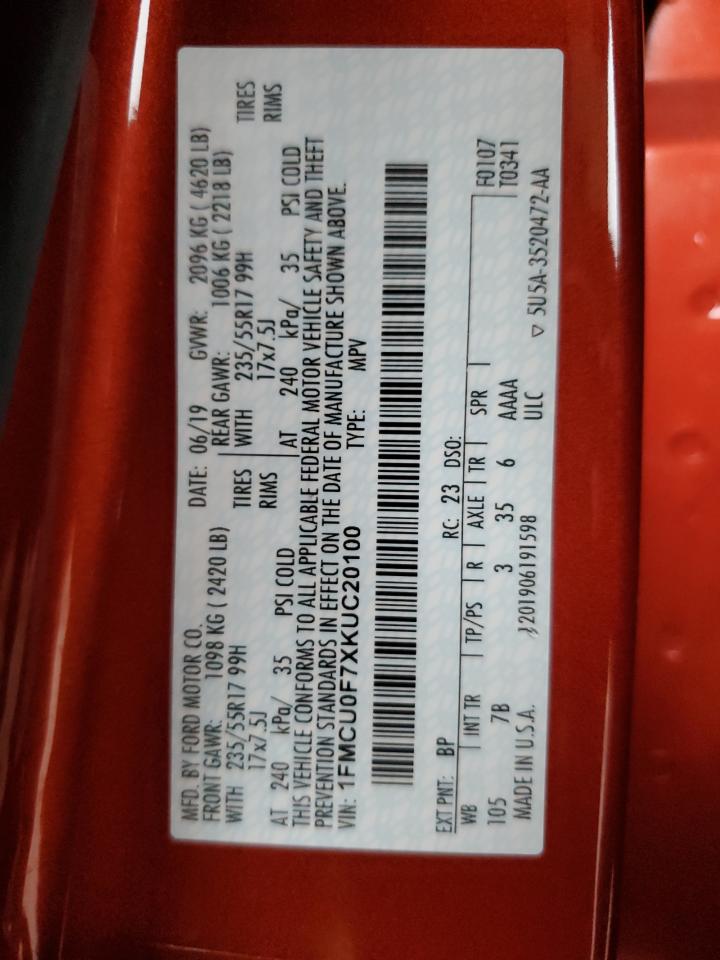 MFD. BY FORD MOTOR CO. DATE: 06/19 GVWR: 2096 KG ( 4620 LB)
FRONT GAWR: 1098 KG ( 2420 LB) REAR GAWR: 1006 KG ( 2218 LB)
WITH 235/55R17 99H TIRES WITH 235/55R17 99H TIRES
17x7.5J RIMS 17x7.5J RIMS
AT 240 kPa/ 35 PSI COLD AT 240 kPa/ 35 PSI COLD
THIS VEHICLE CONFORMS TO ALL APPLICABLE FEDERAL MOTOR VEHICLE SAFETY AND THEFT
PREVENTION STANDARDS IN EFFECT ON THE DATE OF MANUFACTURE SHOWN ABOVE.
VIN: 1FMCU0F7XKUC20100 TYPE: MPV
EXT PNT: BP RC: 23 DSO: F0107
WB INT TR TP/PS R AXLE TR SPR T0341
105 7B 3 35 6 AAAA
MADE IN U.S.A. 201906191598 ULC ▽ 5U5A-3520472-AA